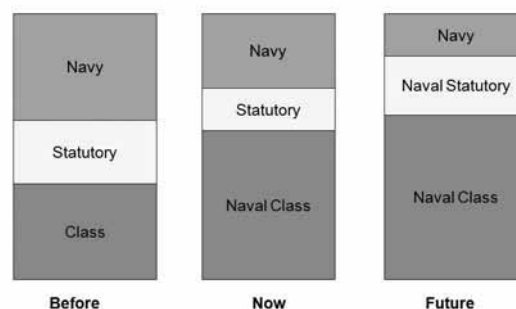 Navy
Statutory
Class
Before
Navy
Statutory
Naval Class
Now
Navy
Naval Statutory
Naval Class
Future